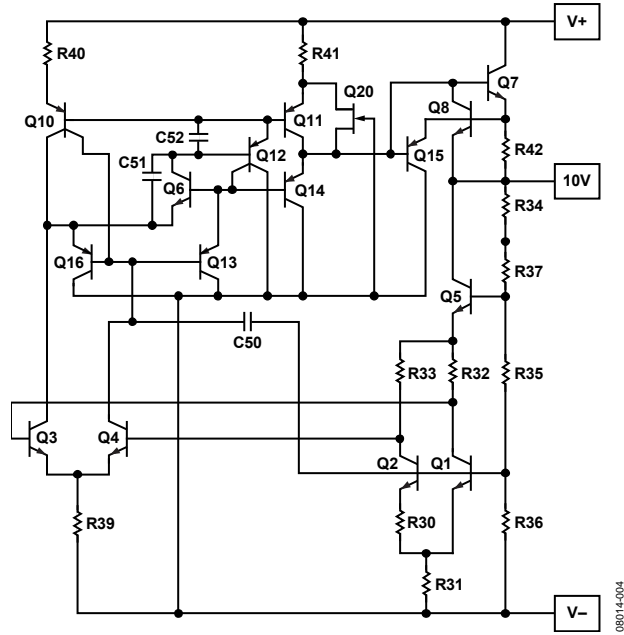 V+
R40
R41
Q20
Q7
Q10
Q11
Q8
C52
Q12
Q15
R42
C51
Q6
Q14
10V
R34
Q16
Q13
R37
Q5
C50
R33
R32
R35
Q3
Q4
Q2
Q1
R39
R30
R36
R31
V–
08014-004